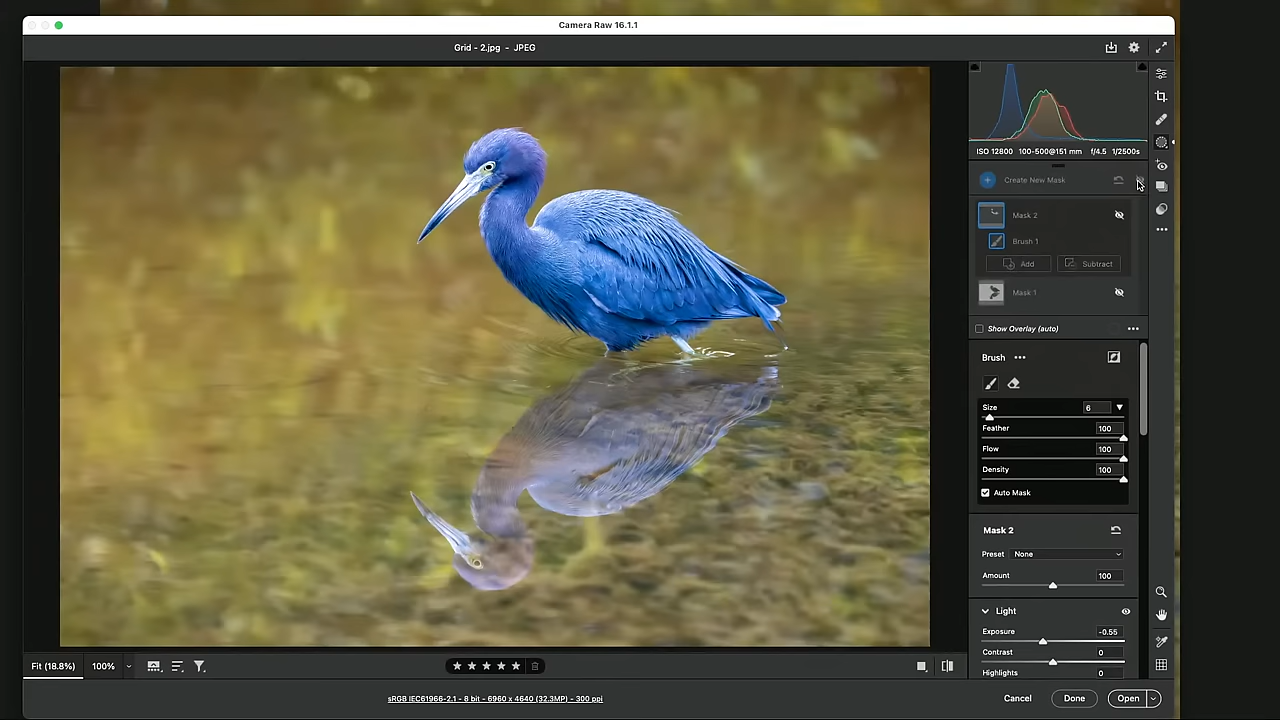 Camera Raw 16.1.1
Grid - 2.jpg - JPEG
ISO 12800 100-500@151 mm f/4.5 1/2500s
Create New Mask
Mask 2
Brush 1
Add Subtract
Mask 1
Show Overlay (auto)
Brush
Size 6
Feather 100
Flow 100
Density 100
Auto Mask
Mask 2
Preset None
Amount 100
Light
Exposure -0.55
Contrast 0
Highlights 0
Fit (18.8%) 100%
sRGB IEC61966-2.1 - 8 bit - 6960 x 4640 (32.3MP) - 300 ppi
Cancel Done Open